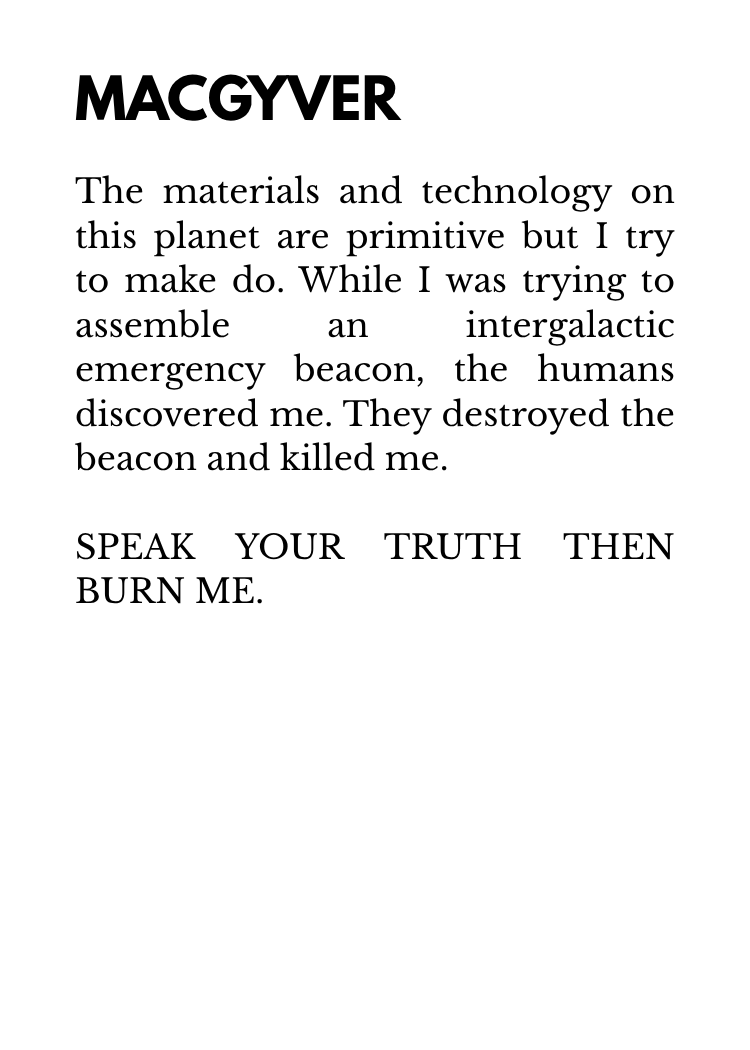 MACGYVER
The materials and technology on
this planet are primitive but I try
to make do. While I was trying to
assemble an intergalactic
emergency beacon, the humans
discovered me. They destroyed the
beacon and killed me.
SPEAK YOUR TRUTH THEN
BURN ME.